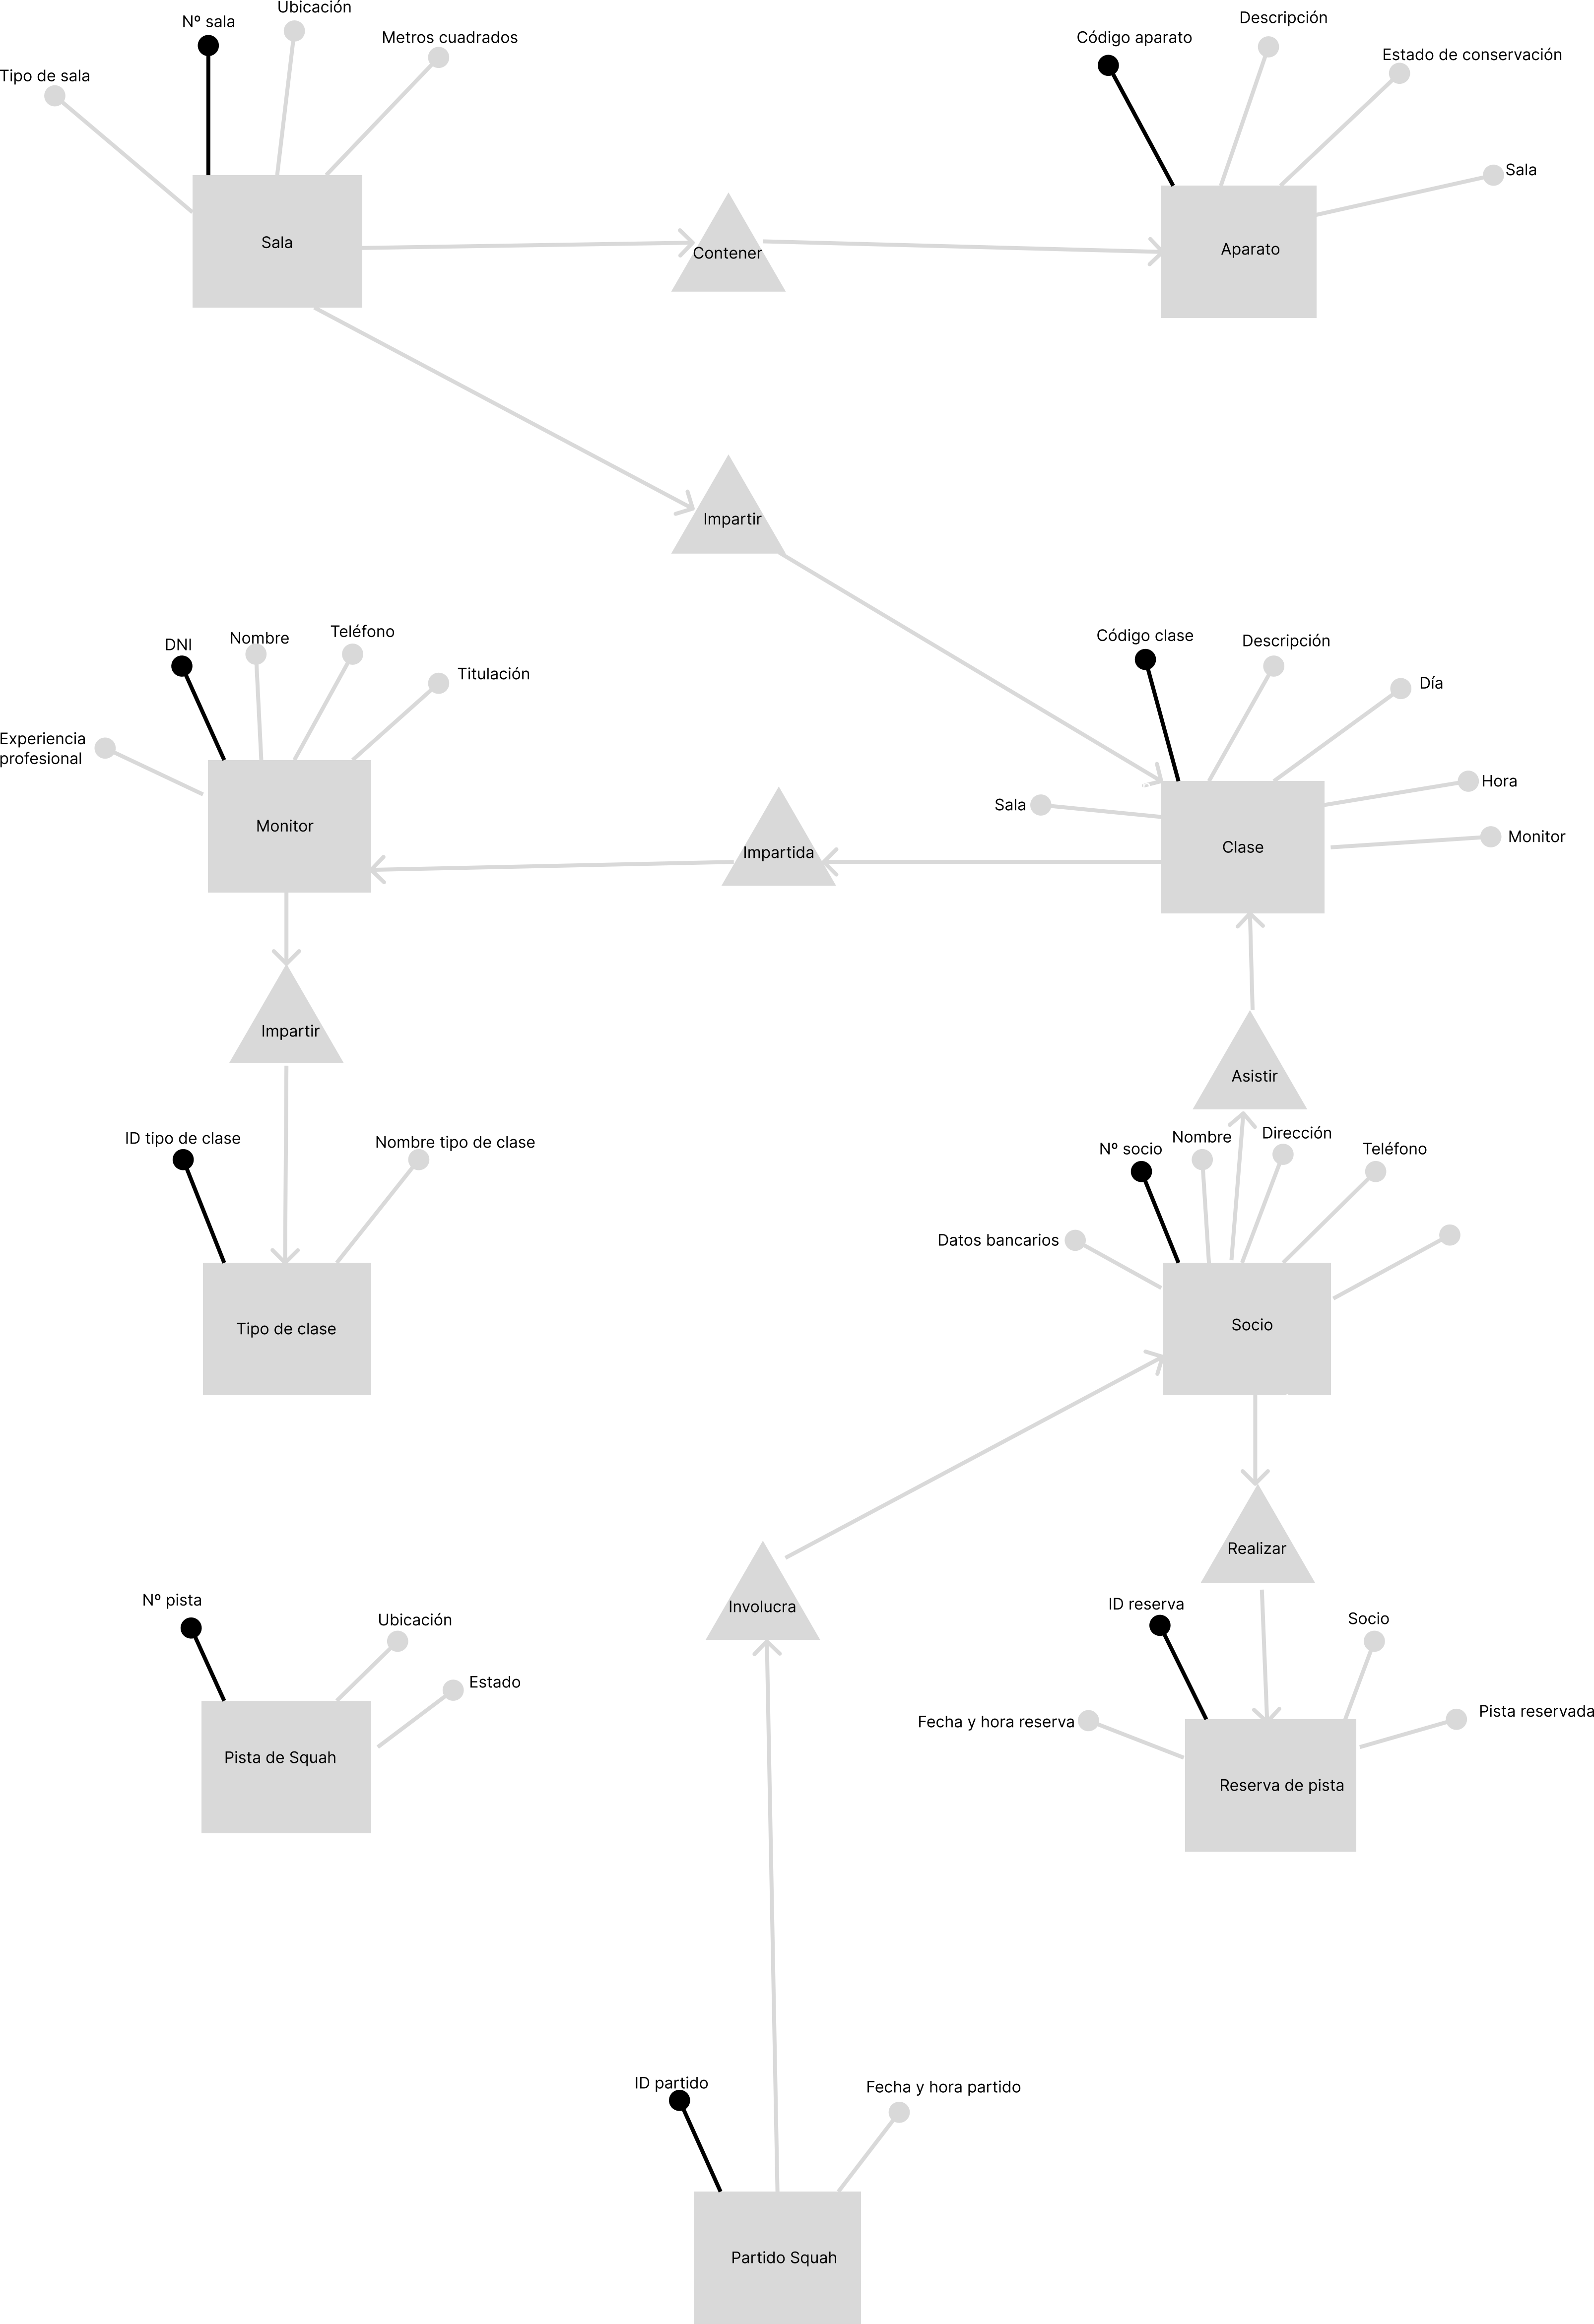 Ubicación
Nº sala
Metros cuadrados
Tipo de sala
Descripción
Código aparato
Estado de conservación
Sala
Sala
Contener
Aparato
Impartir
DNI
Nombre
Teléfono
Titulación
Experiencia
profesional
Monitor
Código clase
Descripción
Día
Hora
Sala
Monitor
Clase
Impartida
Impartir
Asistir
ID tipo de clase
Nombre tipo de clase
Tipo de clase
Nº socio
Nombre
Dirección
Teléfono
Datos bancarios
Socio
Realizar
Involucra
Nº pista
Ubicación
Estado
Pista de Squah
ID reserva
Socio
Fecha y hora reserva
Pista reservada
Reserva de pista
ID partido
Fecha y hora partido
Partido Squah